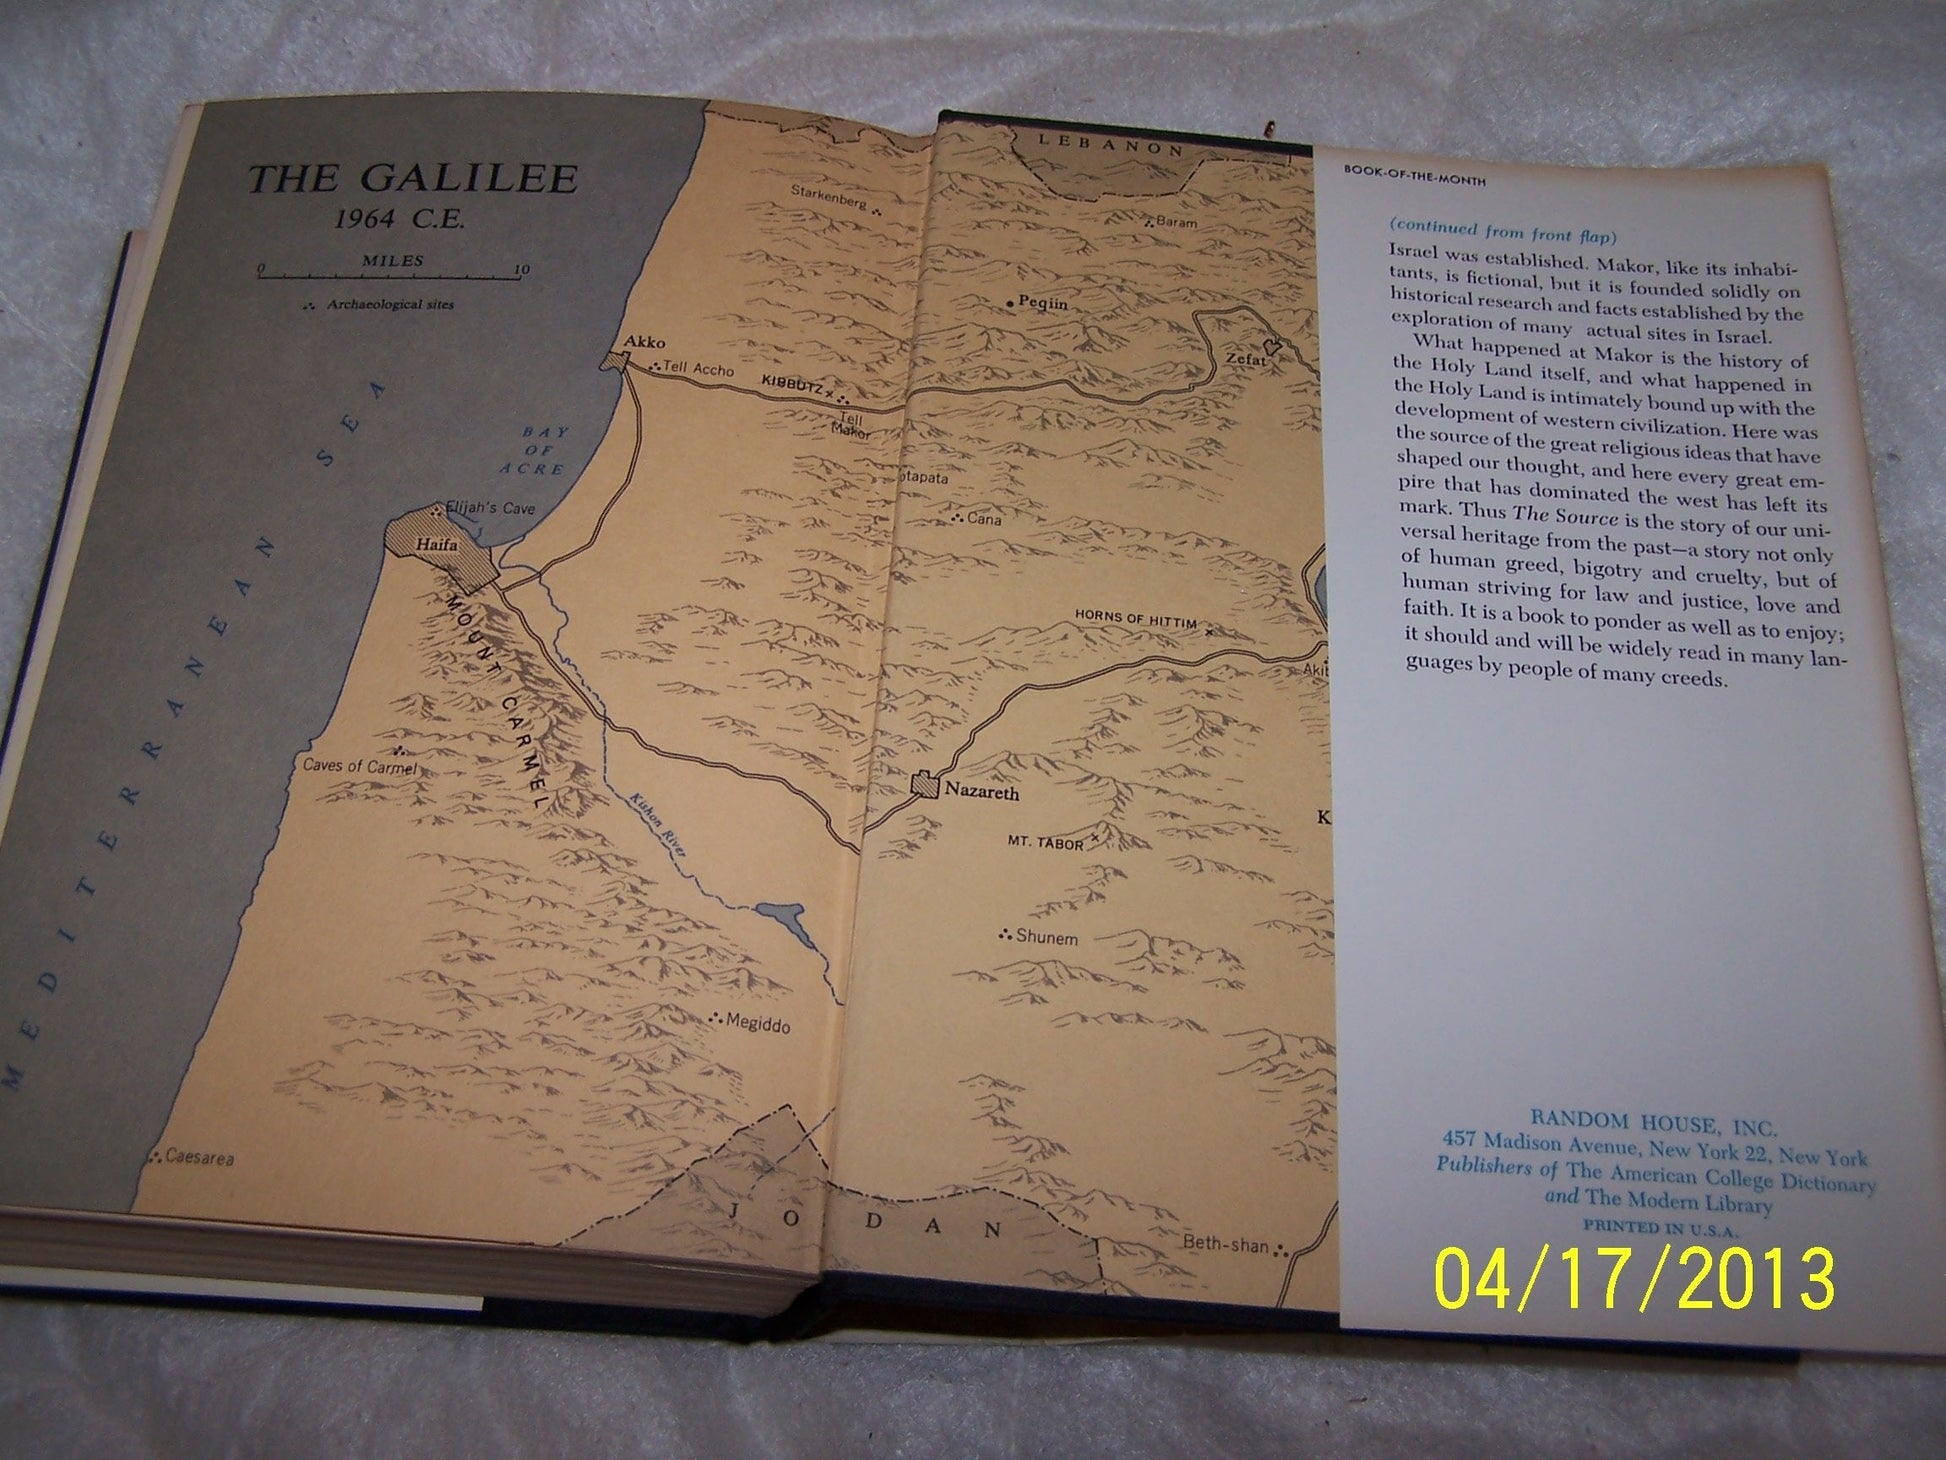 THE GALILEE
1964 C.E.
MILES
0 10
Archaeological sites
LEBANON
Starkenberg
Baram
Peqiin
Akko
Tell Accho
KIBBUTZ
Tell
Makor
Zefat
BAY
OF
ACRE
MEDITERRANEAN SEA
Elijah's Cave
Haifa
Cana
MOUNT CARMEL
HORNS OF HITTIM
Caves of Carmel
Kishon River
Nazareth
MT. TABOR
K
Shunem
Megiddo
Caesarea
JODAN
Beth-shan
BOOK-OF-THE-MONTH
(continued from front flap)
Israel was established. Makor, like its inhabi-
tants, is fictional, but it is founded solidly on
historical research and facts established by the
exploration of many actual sites in Israel.
What happened at Makor is the history of
the Holy Land itself, and what happened in
the Holy Land is intimately bound up with the
development of western civilization. Here was
the source of the great religious ideas that have
shaped our thought, and here every great em-
pire that has dominated the west has left its
mark. Thus The Source is the story of our uni-
versal heritage from the past—a story not only
of human greed, bigotry and cruelty, but of
human striving for law and justice, love and
faith. It is a book to ponder as well as to enjoy;
it should and will be widely read in many lan-
guages by people of many creeds.
RANDOM HOUSE, INC.
457 Madison Avenue, New York 22, New York
Publishers of The American College Dictionary
and The Modern Library
PRINTED IN U.S.A.
04/17/2013